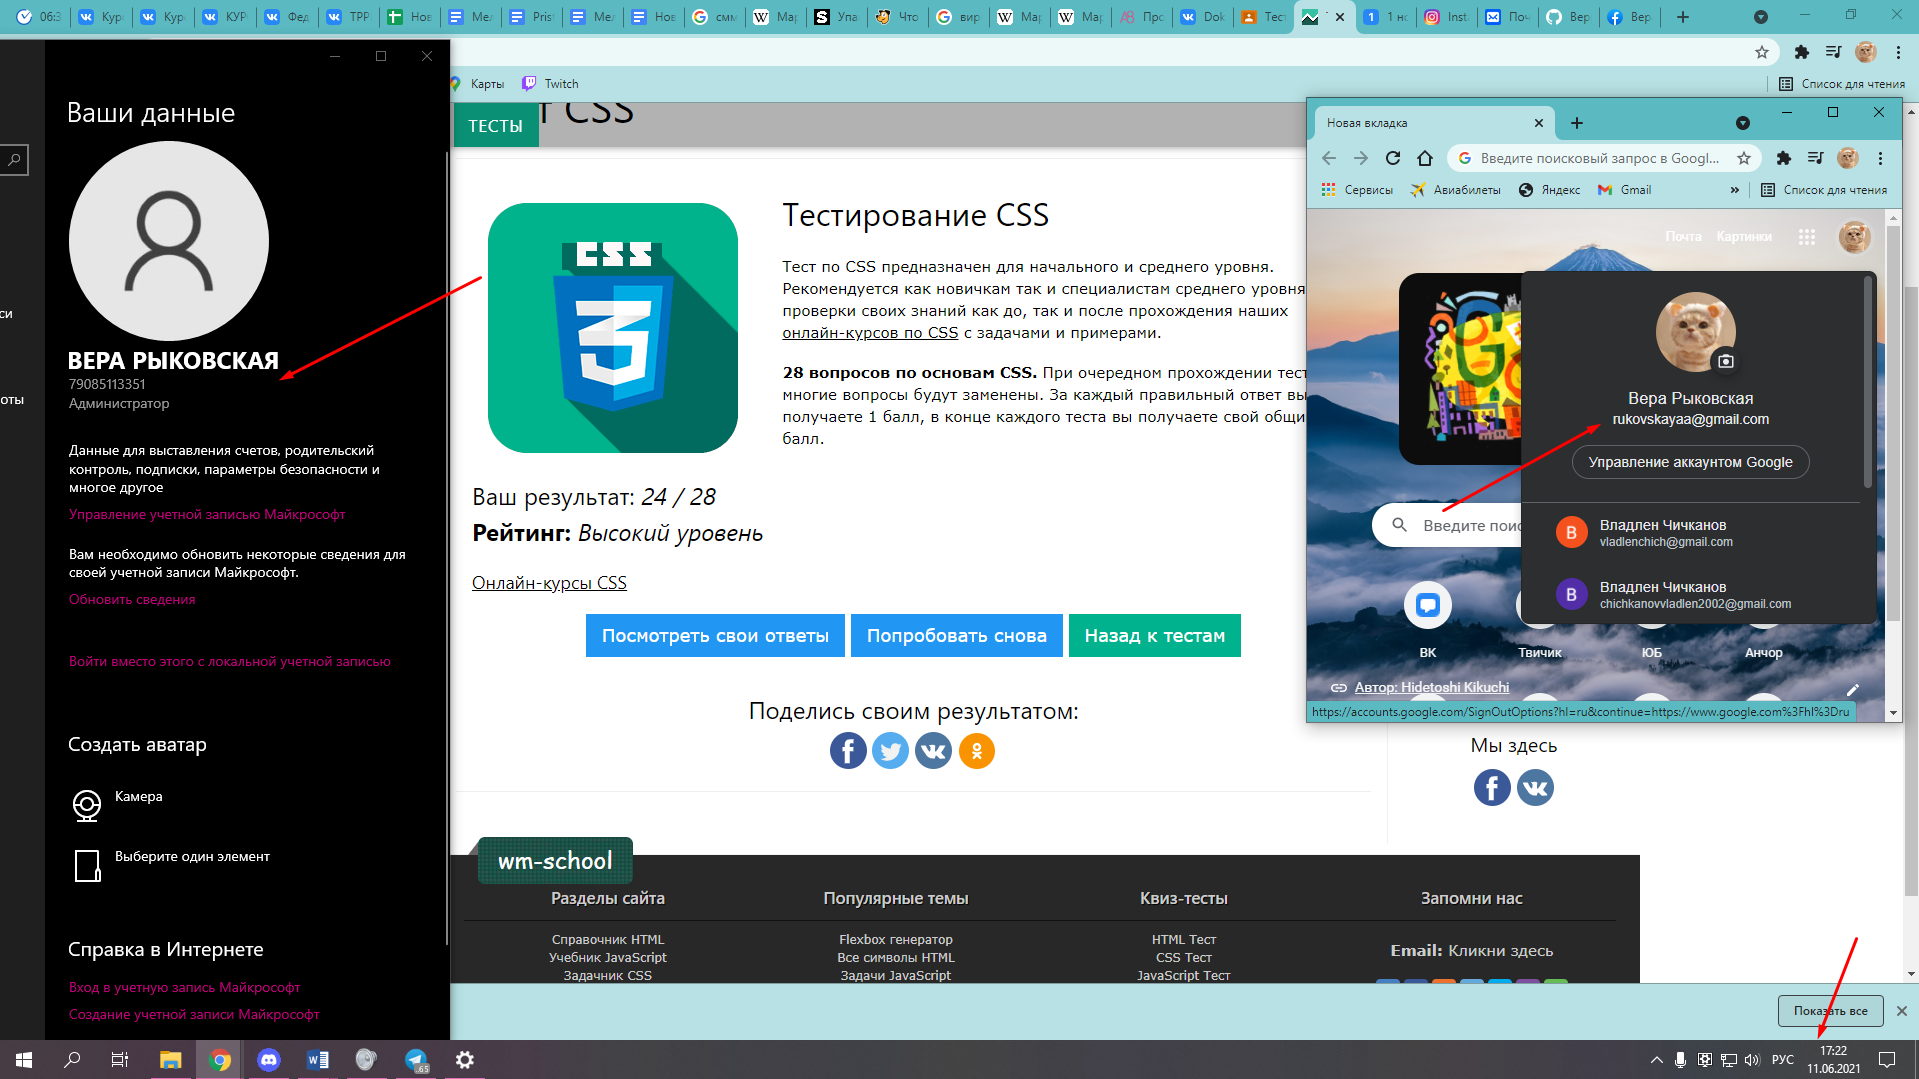 06:3
Кур
Кур
КУР
Фед
ТРР
Нов
Мел
Prist
Мел
Нов
смм
Мар
Упа
Что
вир
Мар
Мар
Про
Dok
Тест
1 но
Inst
Поч
Вер
Вер
Карты
Twitch
Список для чтения
Ваши данные
ВЕРА РЫКОВСКАЯ
79085113351
Администратор
Данные для выставления счетов, родительский
контроль, подписки, параметры безопасности и
многое другое
Управление учетной записью Майкрософт
Вам необходимо обновить некоторые сведения для
своей учетной записи Майкрософт.
Обновить сведения
Войти вместо этого с локальной учетной записью
Создать аватар
Камера
Выберите один элемент
Справка в Интернете
Вход в учетную запись Майкрософт
Создание учетной записи Майкрософт
си
оты
ТЕСТЫ
т CSS
CSS
3
Тестирование CSS
Тест по CSS предназначен для начального и среднего уровня.
Рекомендуется как новичкам так и специалистам среднего уровня
проверки своих знаний как до, так и после прохождения наших
онлайн-курсов по CSS с задачами и примерами.
28 вопросов по основам CSS. При очередном прохождении тест
многие вопросы будут заменены. За каждый правильный ответ вы
получаете 1 балл, в конце каждого теста вы получаете свой общи
балл.
Ваш результат: 24 / 28
Рейтинг: Высокий уровень
Онлайн-курсы CSS
Посмотреть свои ответы
Попробовать снова
Назад к тестам
Поделись своим результатом:
Мы здесь
wm-school
Разделы сайта
Справочник HTML
Учебник JavaScript
Задачник CSS
Популярные темы
Flexbox генератор
Все символы HTML
Задачи JavaScript
Квиз-тесты
HTML Тест
CSS Тест
JavaScript Тест
Запомни нас
Email: Кликни здесь
Новая вкладка
Введите поисковый запрос в Googl...
Сервисы
Авиабилеты
Яндекс
Gmail
»
Список для чтения
Почта
Картинки
Вера Рыковская
rukovskayaa@gmail.com
Управление аккаунтом Google
В
Владлен Чичканов
vladlenchich@gmail.com
В
Владлен Чичканов
chichkanovvladlen2002@gmail.com
Введите поис
ВК
Твичик
ЮБ
Анчор
Автор: Hidetoshi Kikuchi
https://accounts.google.com/SignOutOptions?hl=ru&continue=https://www.google.com%3Fhl%3Dru
Показать все
65
РУС
17:22
11.06.2021